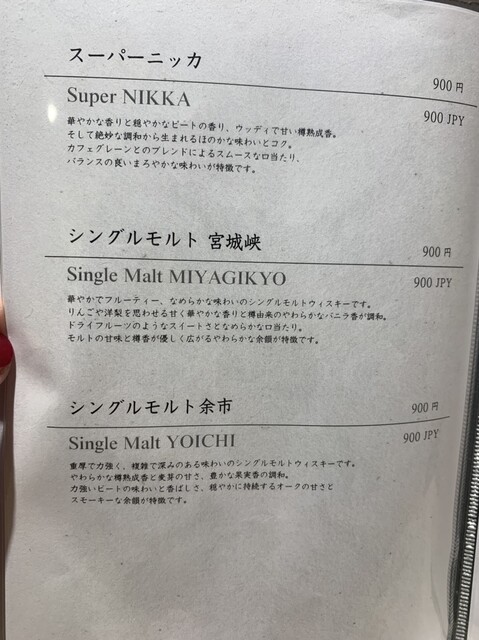 スーパーニッカ
900 円
Super NIKKA
900 JPY
華やかな香りと穏やかなピートの香り、ウッディで甘い樽熟成香。
そして絶妙な調和から生まれるほのかな味わいとコク。
カフェグレーンとのブレンドによるスムースな口当たり、
バランスの良いまろやかな味わいが特徴です。
シングルモルト 宮城峡
900 円
Single Malt MIYAGIKYO
900 JPY
華やかでフルーティー、なめらかな味わいのシングルモルトウィスキーです。
りんごや洋梨を思わせる甘く華やかな香りと樽由来のやわらかなバニラ香が調和。
ドライフルーツのようなスイートさとなめらかな口当たり。
モルトの甘味と樽香が優しく広がるやわらかな余韻が特徴です。
シングルモルト余市
900 円
Single Malt YOICHI
900 JPY
重厚で力強く、複雑で深みのある味わいのシングルモルトウィスキーです。
やわらかな樽熟成香と麦芽の甘さ、豊かな果実香の調和。
力強いピートの味わいと香ばしさ、穏やかに持続するオークの甘さと
スモーキーな余韻が特徴です。